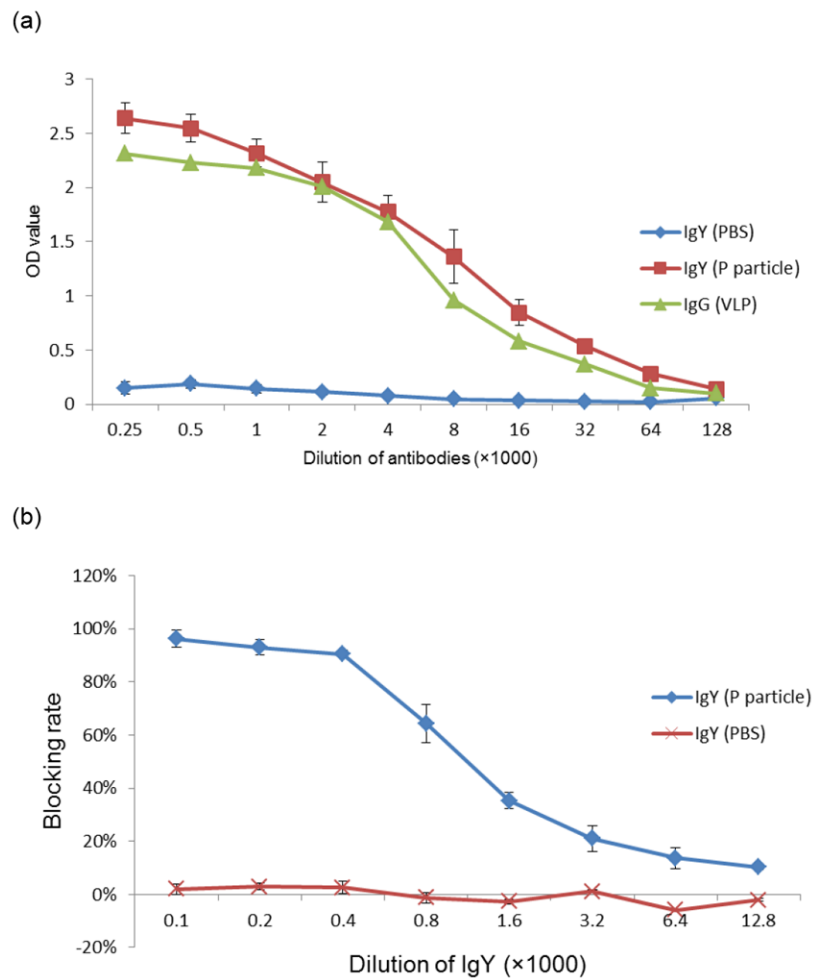 (a)
3
2.5
2
1.5
1
0.5
0
OD value
0.25 0.5 1 2 4 8 16 32 64 128
Dilution of antibodies (×1000)
IgY (PBS)
IgY (P particle)
IgG (VLP)
(b)
120%
100%
80%
60%
40%
20%
0%
-20%
Blocking rate
0.1 0.2 0.4 0.8 1.6 3.2 6.4 12.8
Dilution of IgY (×1000)
IgY (P particle)
IgY (PBS)